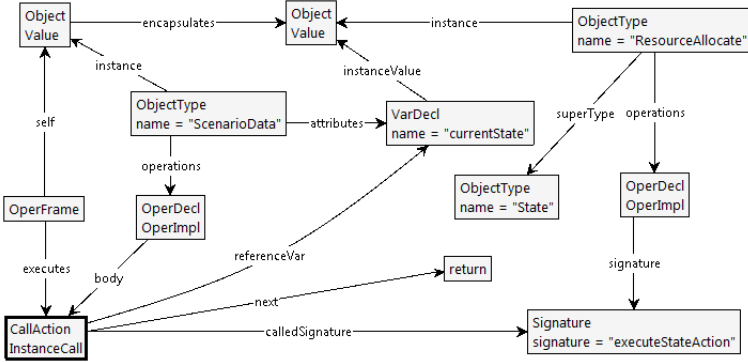 Object
Value
encapsulates
Object
Value
instance
ObjectType
name = "ResourceAllocate"
instance
instanceValue
ObjectType
name = "ScenarioData"
attributes
VarDecl
name = "currentState"
self
superType
operations
operations
ObjectType
name = "State"
OperDecl
OperImpl
OperFrame
OperDecl
OperImpl
referenceVar
signature
executes
body
return
next
CallAction
InstanceCall
calledSignature
Signature
signature = "executeStateAction"